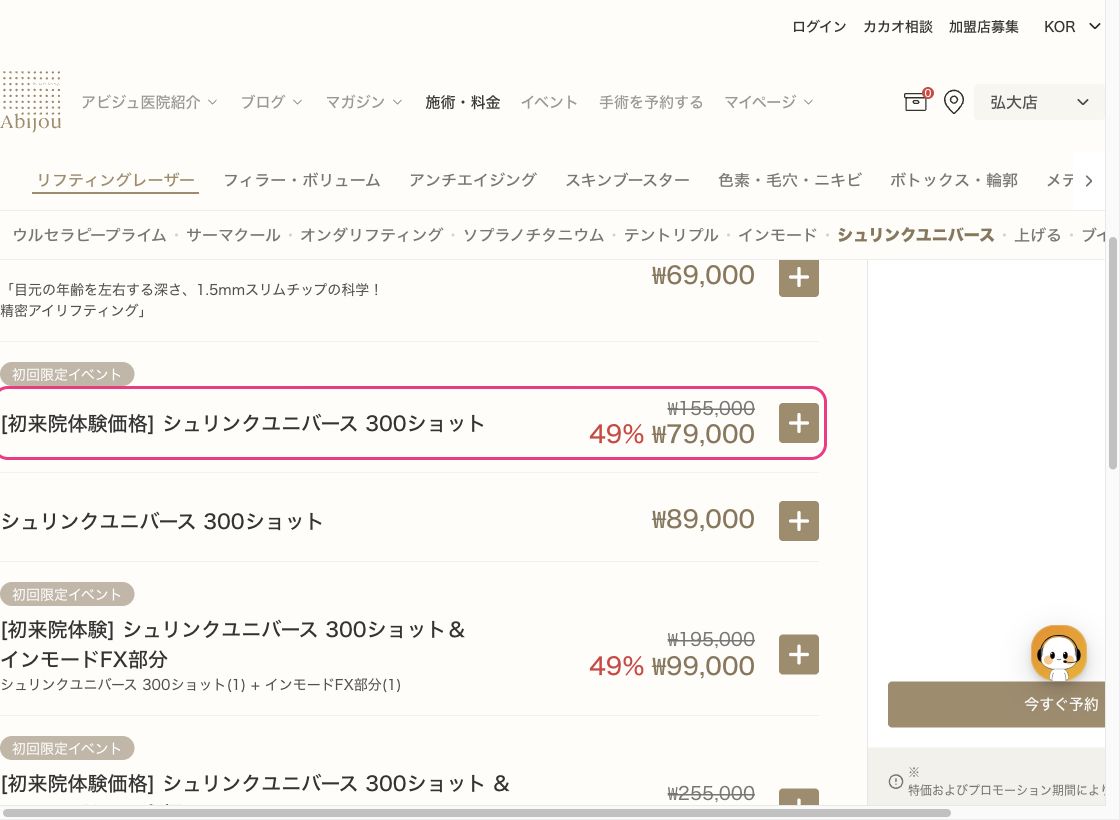 ログイン カカオ相談 加盟店募集 KOR
Abijou
アビジュ医院紹介 ブログ マガジン 施術・料金 イベント 手術を予約する マイページ 0 弘大店
リフティングレーザー フィラー・ボリューム アンチエイジング スキンブースター 色素・毛穴・ニキビ ボトックス・輪郭 メデ
ウルセラピープライム · サーマクール · オンダリフティング · ソプラノチタニウム · テントリプル · インモード · シュリンクユニバース · 上げる · ブイ
₩69,000
「目元の年齢を左右する深さ、1.5mmスリムチップの科学！
精密アイリフティング」
初回限定イベント
₩155,000
[初来院体験価格] シュリンクユニバース 300ショット
49% ₩79,000
シュリンクユニバース 300ショット ₩89,000
初回限定イベント
[初来院体験] シュリンクユニバース 300ショット＆
インモードFX部分
₩195,000
49% ₩99,000
シュリンクユニバース 300ショット(1) + インモードFX部分(1)
今すぐ予約
初回限定イベント
[初来院体験価格] シュリンクユニバース 300ショット ＆
₩255,000
※
特価およびプロモーション期間により